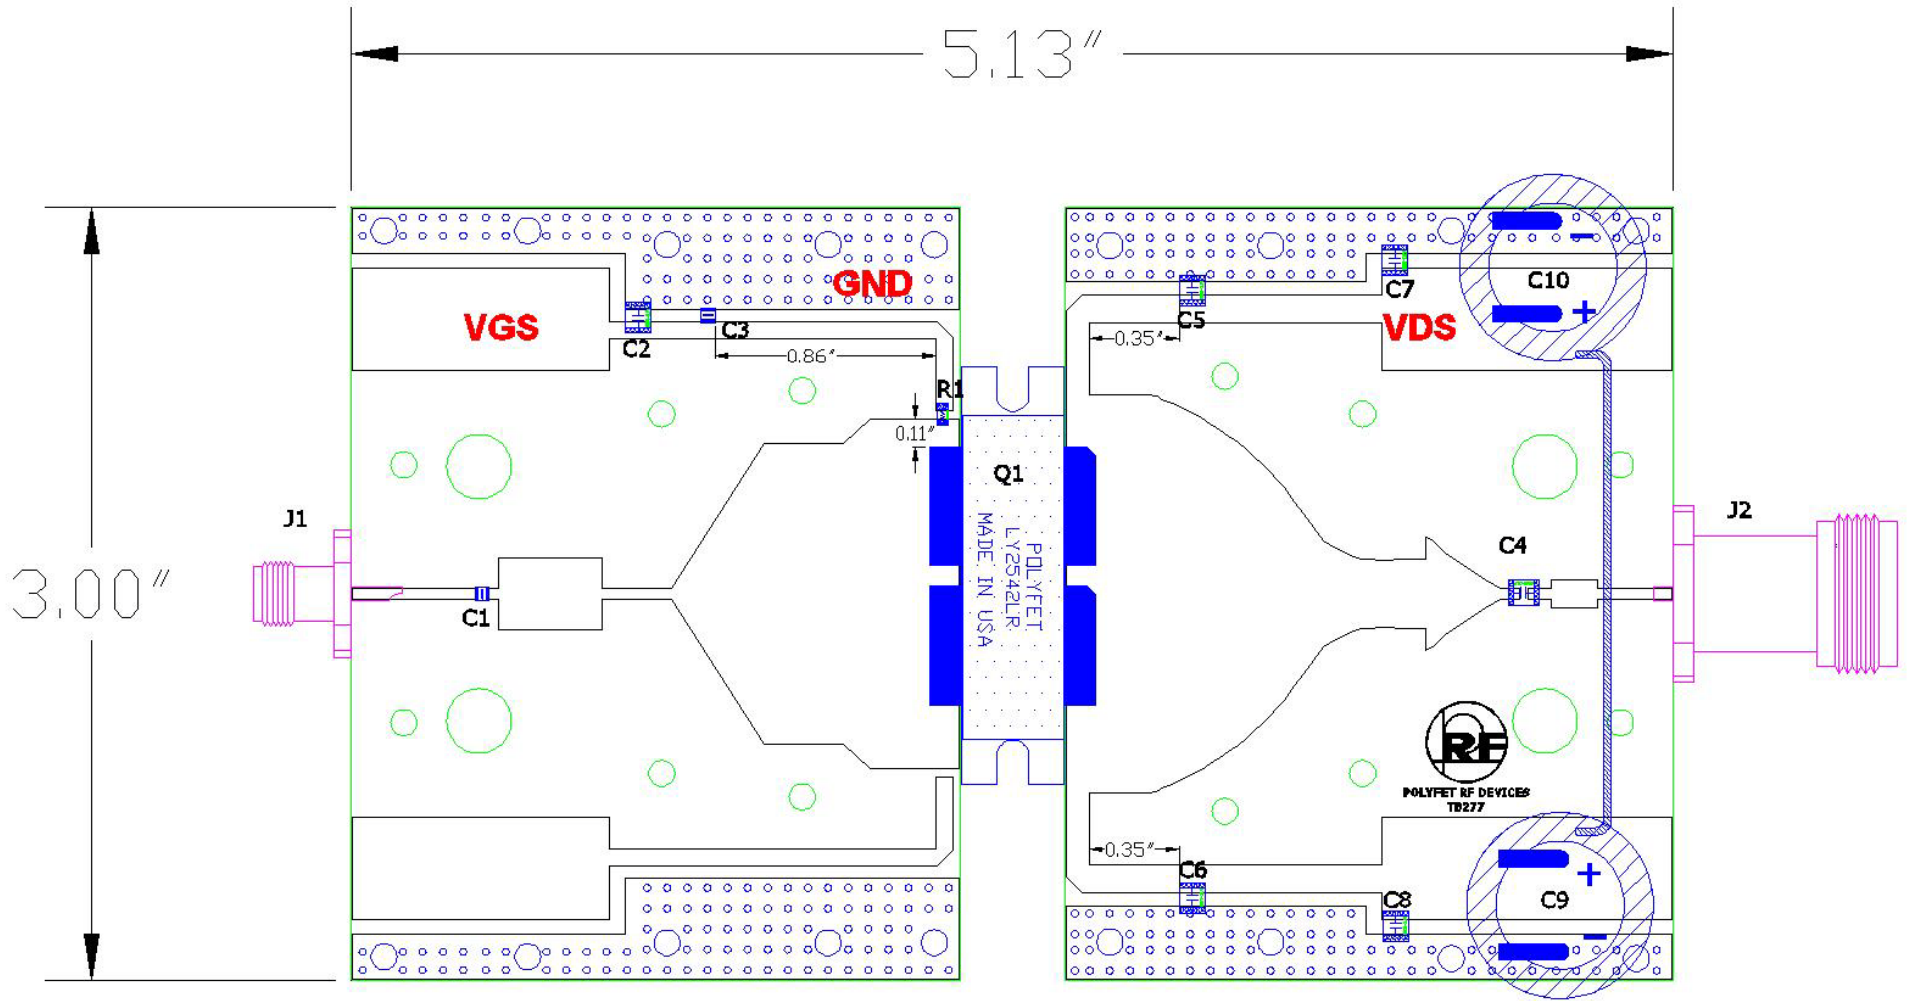 5.13"
3.00"
GND
VGS
C2
C3
0.86"
R1
0.11"
C7
C10
−
+
C5
VDS
0.35"
Q1
J1
C1
POLYFET
LY2542LR
MADE IN USA
J2
C4
RF
POLYFET RF DEVICES
TB277
0.35"
C6
C8
C9
+
−